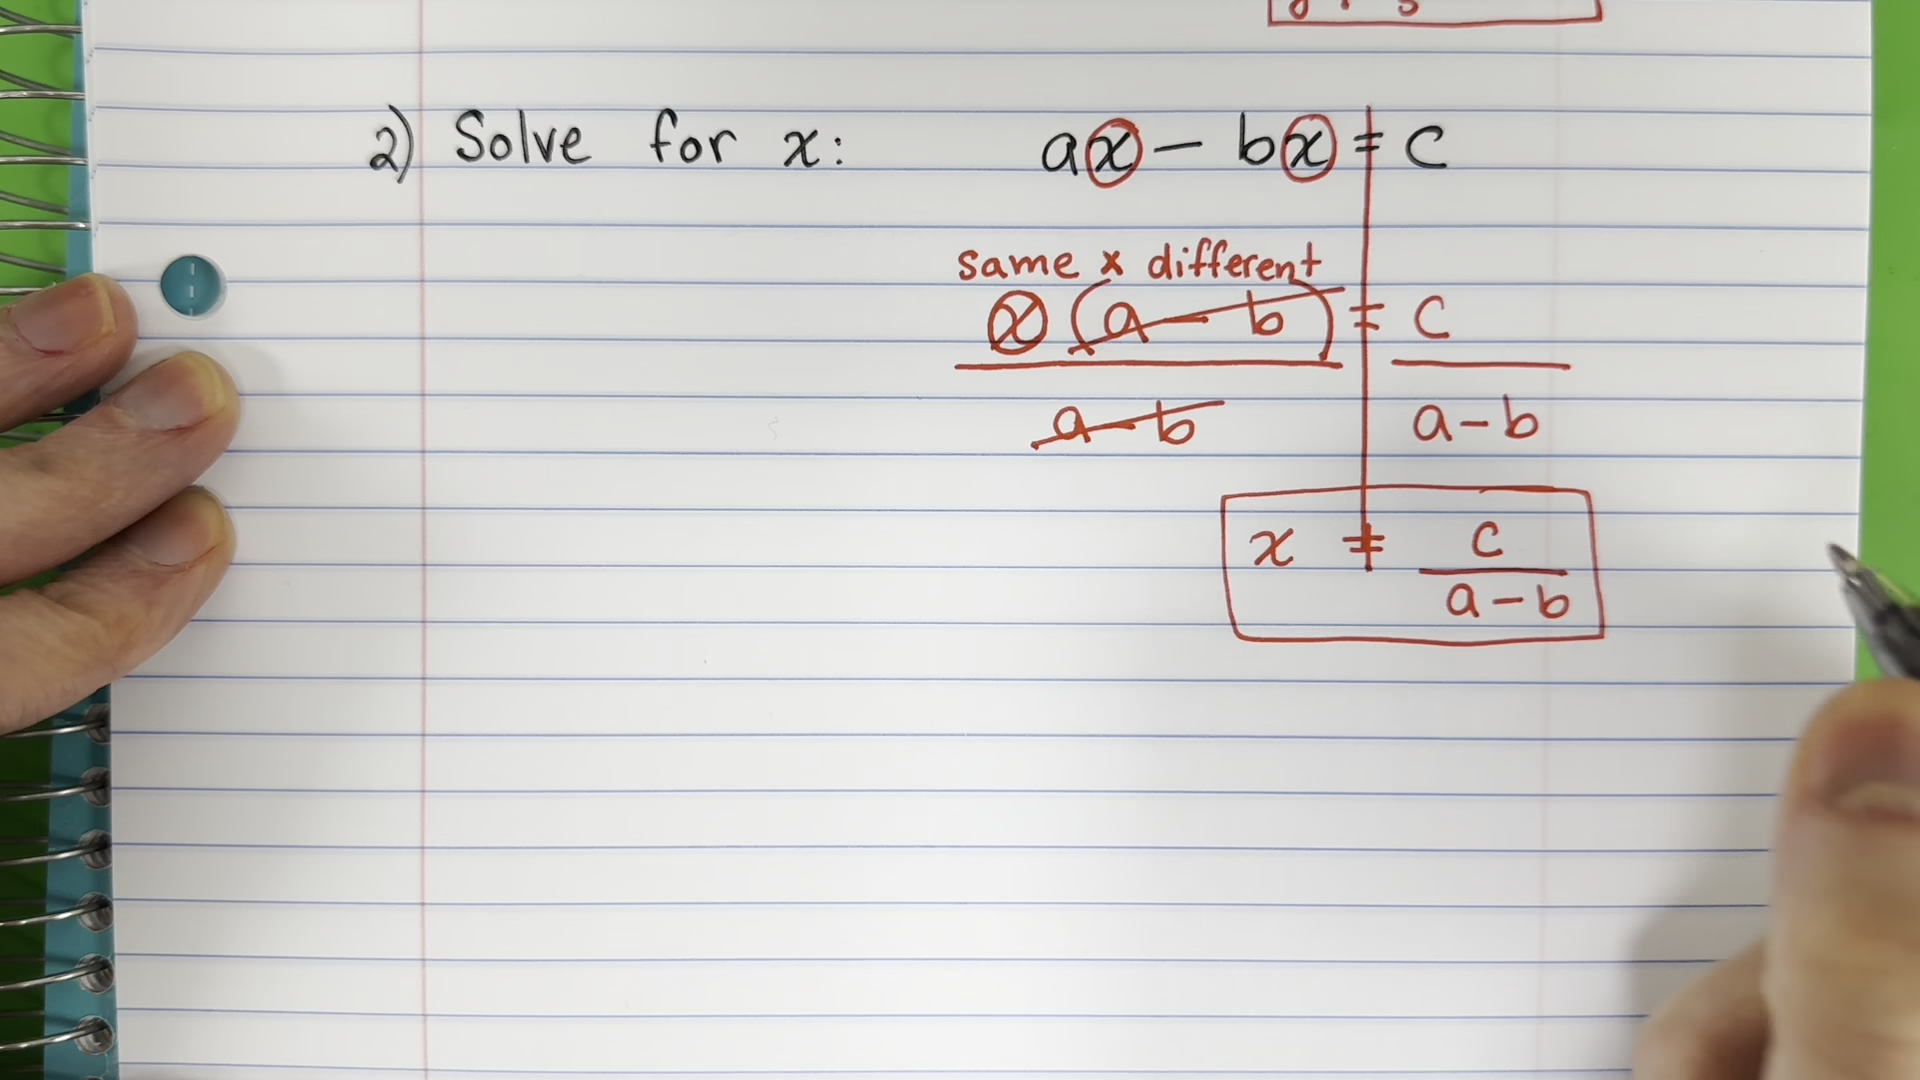 2) Solve for x: ax - bx = c
same x different
x (a - b) = c
a - b a - b
x = c
a - b